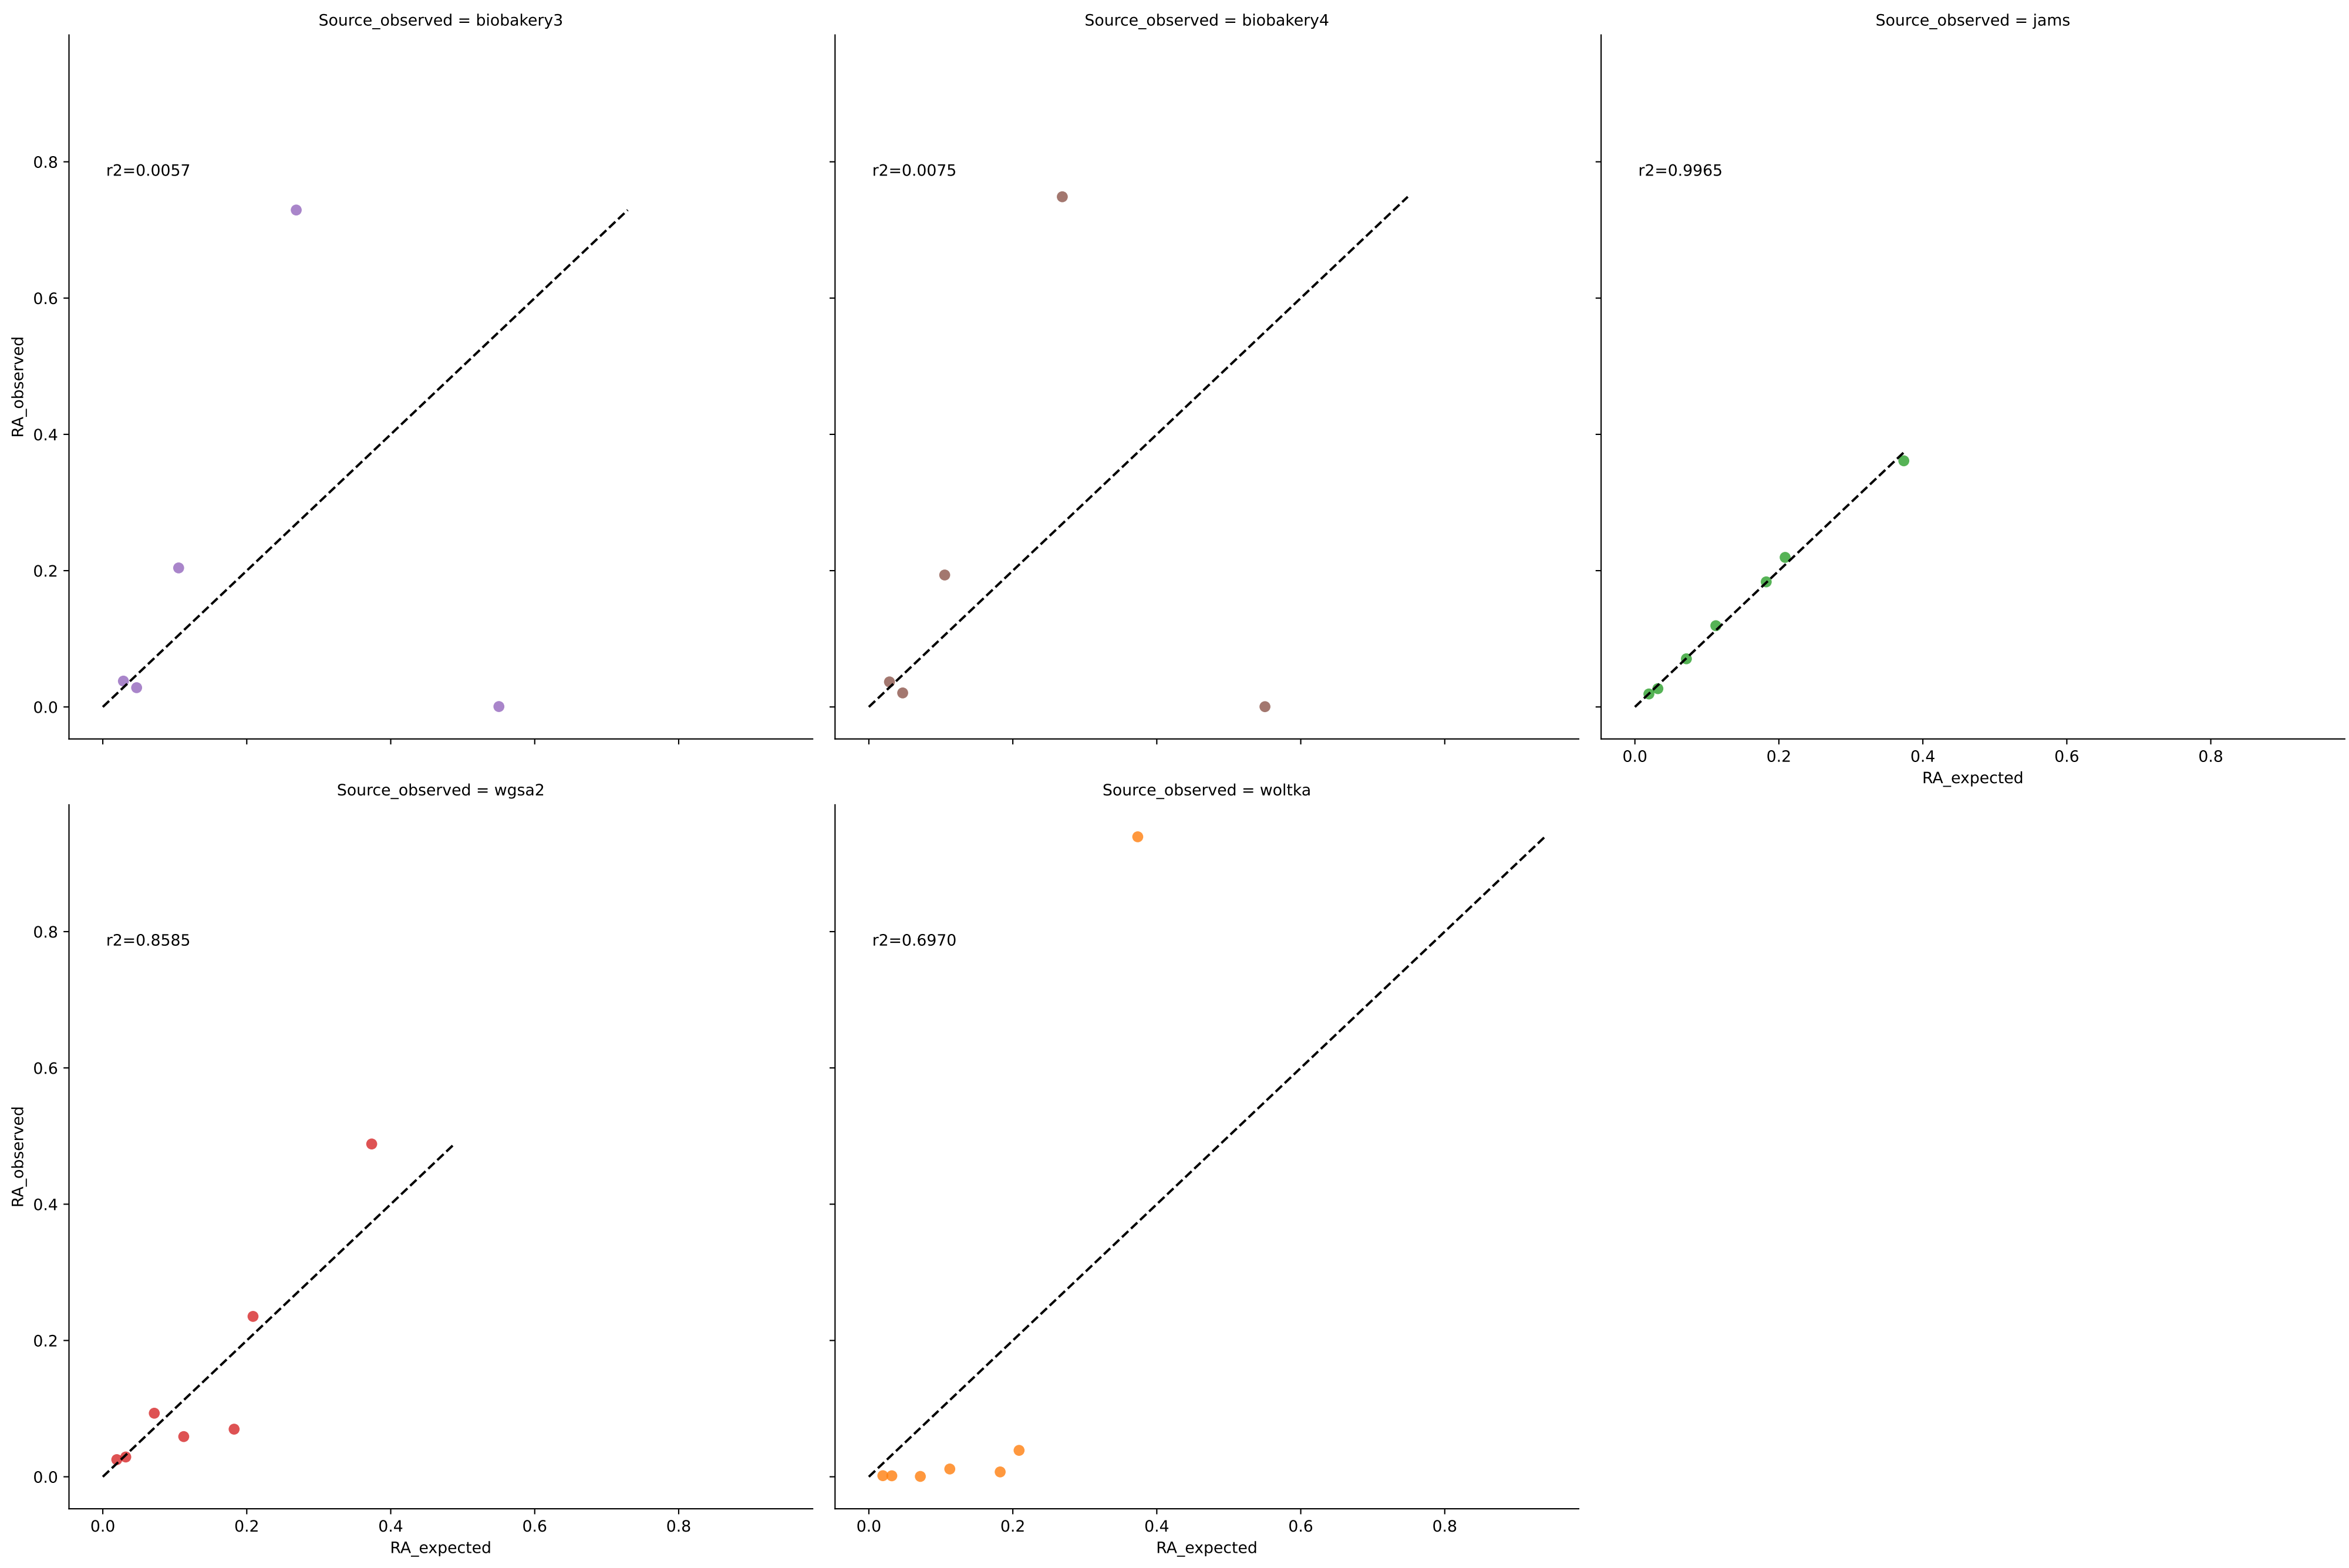 Source_observed = biobakery3
Source_observed = biobakery4
Source_observed = jams
r2=0.0057
r2=0.0075
r2=0.9965
RA_observed
0.8
0.6
0.4
0.2
0.0
0.0 0.2 0.4 0.6 0.8
RA_expected
Source_observed = wgsa2
Source_observed = woltka
r2=0.8585
r2=0.6970
RA_observed
0.8
0.6
0.4
0.2
0.0
0.0 0.2 0.4 0.6 0.8
RA_expected
0.0 0.2 0.4 0.6 0.8
RA_expected